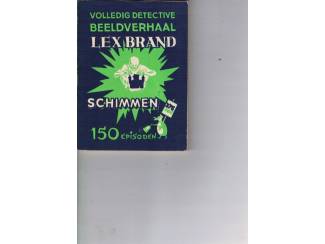 VOLLEDIG DETECTIVE
BEELDVERHAAL
LEX BRAND
SCHIMMEN
150 EPISODEN